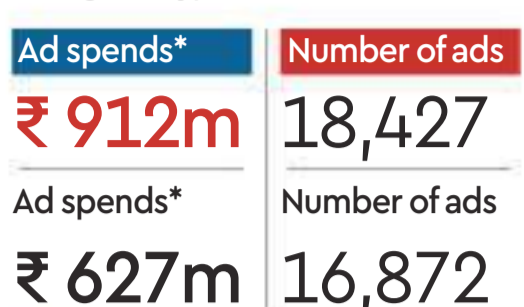 Ad spends* Number of ads
₹ 912m 18,427
Ad spends* Number of ads
₹ 627m 16,872